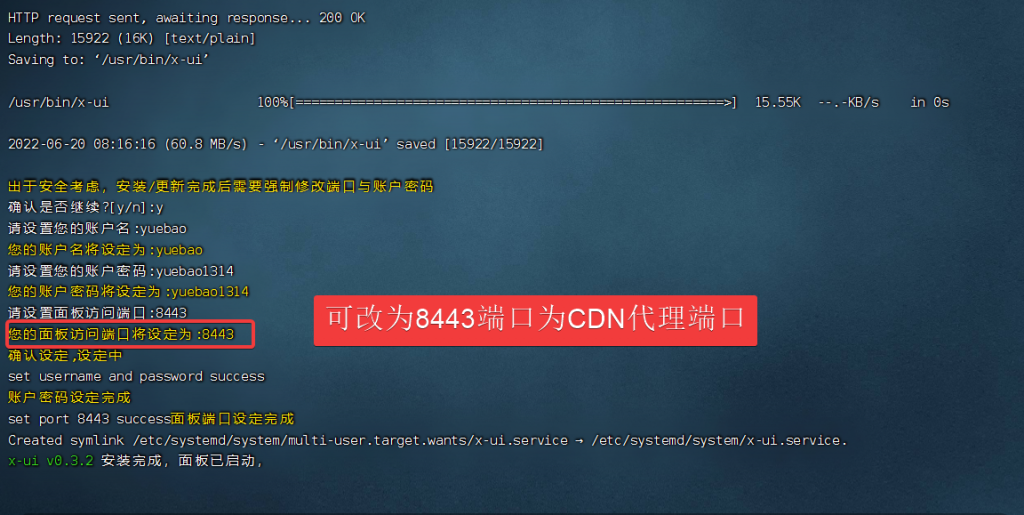 HTTP request sent, awaiting response... 200 OK
Length: 15922 (16K) [text/plain]
Saving to: ‘/usr/bin/x-ui’
/usr/bin/x-ui 100%[=======================================================>] 15.55K --.-KB/s in 0s
2022-06-20 08:16:16 (60.8 MB/s) - ‘/usr/bin/x-ui’ saved [15922/15922]
出于安全考虑，安装/更新完成后需要强制修改端口与账户密码
确认是否继续?[y/n]:y
请设置您的账户名:yuebao
您的账户名将设定为:yuebao
请设置您的账户密码:yuebao1314
您的账户密码将设定为:yuebao1314
请设置面板访问端口:8443
您的面板访问端口将设定为:8443
可改为8443端口为CDN代理端口
确认设定,设定中
set username and password success
账户密码设定完成
set port 8443 success面板端口设定完成
Created symlink /etc/systemd/system/multi-user.target.wants/x-ui.service → /etc/systemd/system/x-ui.service.
x-ui v0.3.2 安装完成，面板已启动，